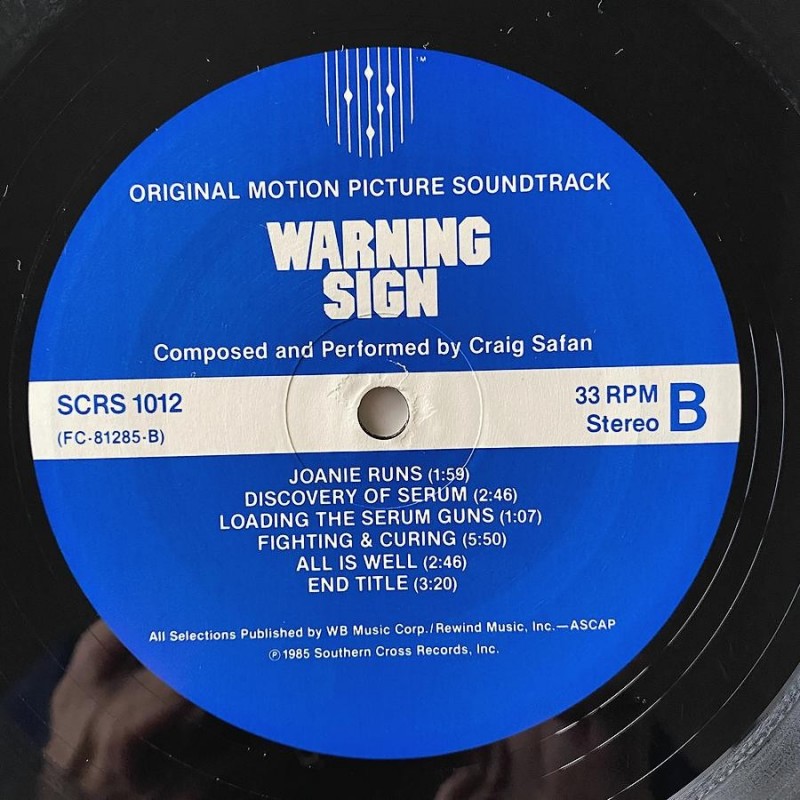 TM
ORIGINAL MOTION PICTURE SOUNDTRACK
WARNING
SIGN
Composed and Performed by Craig Safan
SCRS 1012
(FC-81285-B)
33 RPM
Stereo
B
JOANIE RUNS (1:59)
DISCOVERY OF SERUM (2:46)
LOADING THE SERUM GUNS (1:07)
FIGHTING & CURING (5:50)
ALL IS WELL (2:46)
END TITLE (3:20)
All Selections Published by WB Music Corp./Rewind Music, Inc.—ASCAP
℗1985 Southern Cross Records, Inc.